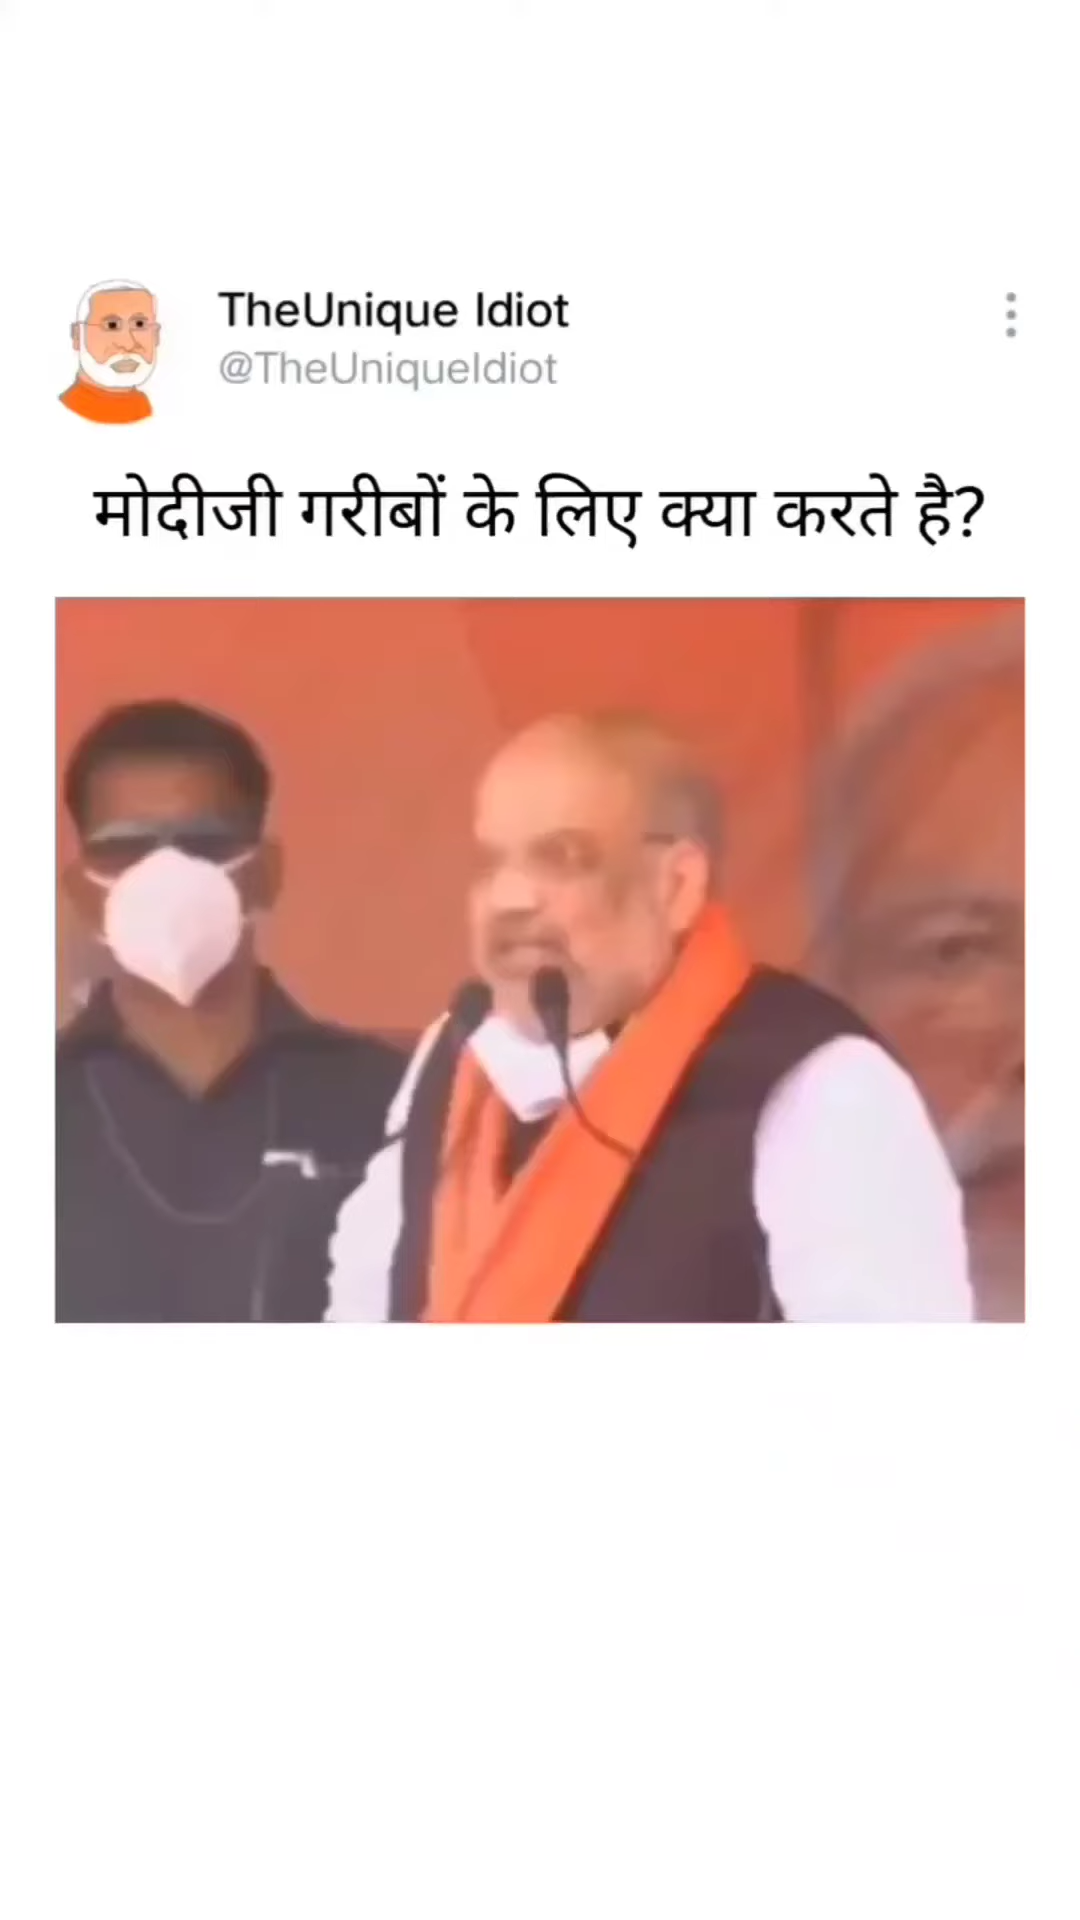 TheUnique Idiot
@TheUniqueIdiot
मोदीजी गरीबों के लिए क्या करते है?